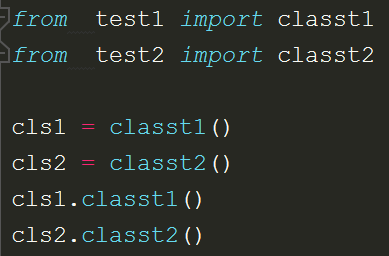 from test1 import classt1
from test2 import classt2
cls1 = classt1()
cls2 = classt2()
cls1.classt1()
cls2.classt2()